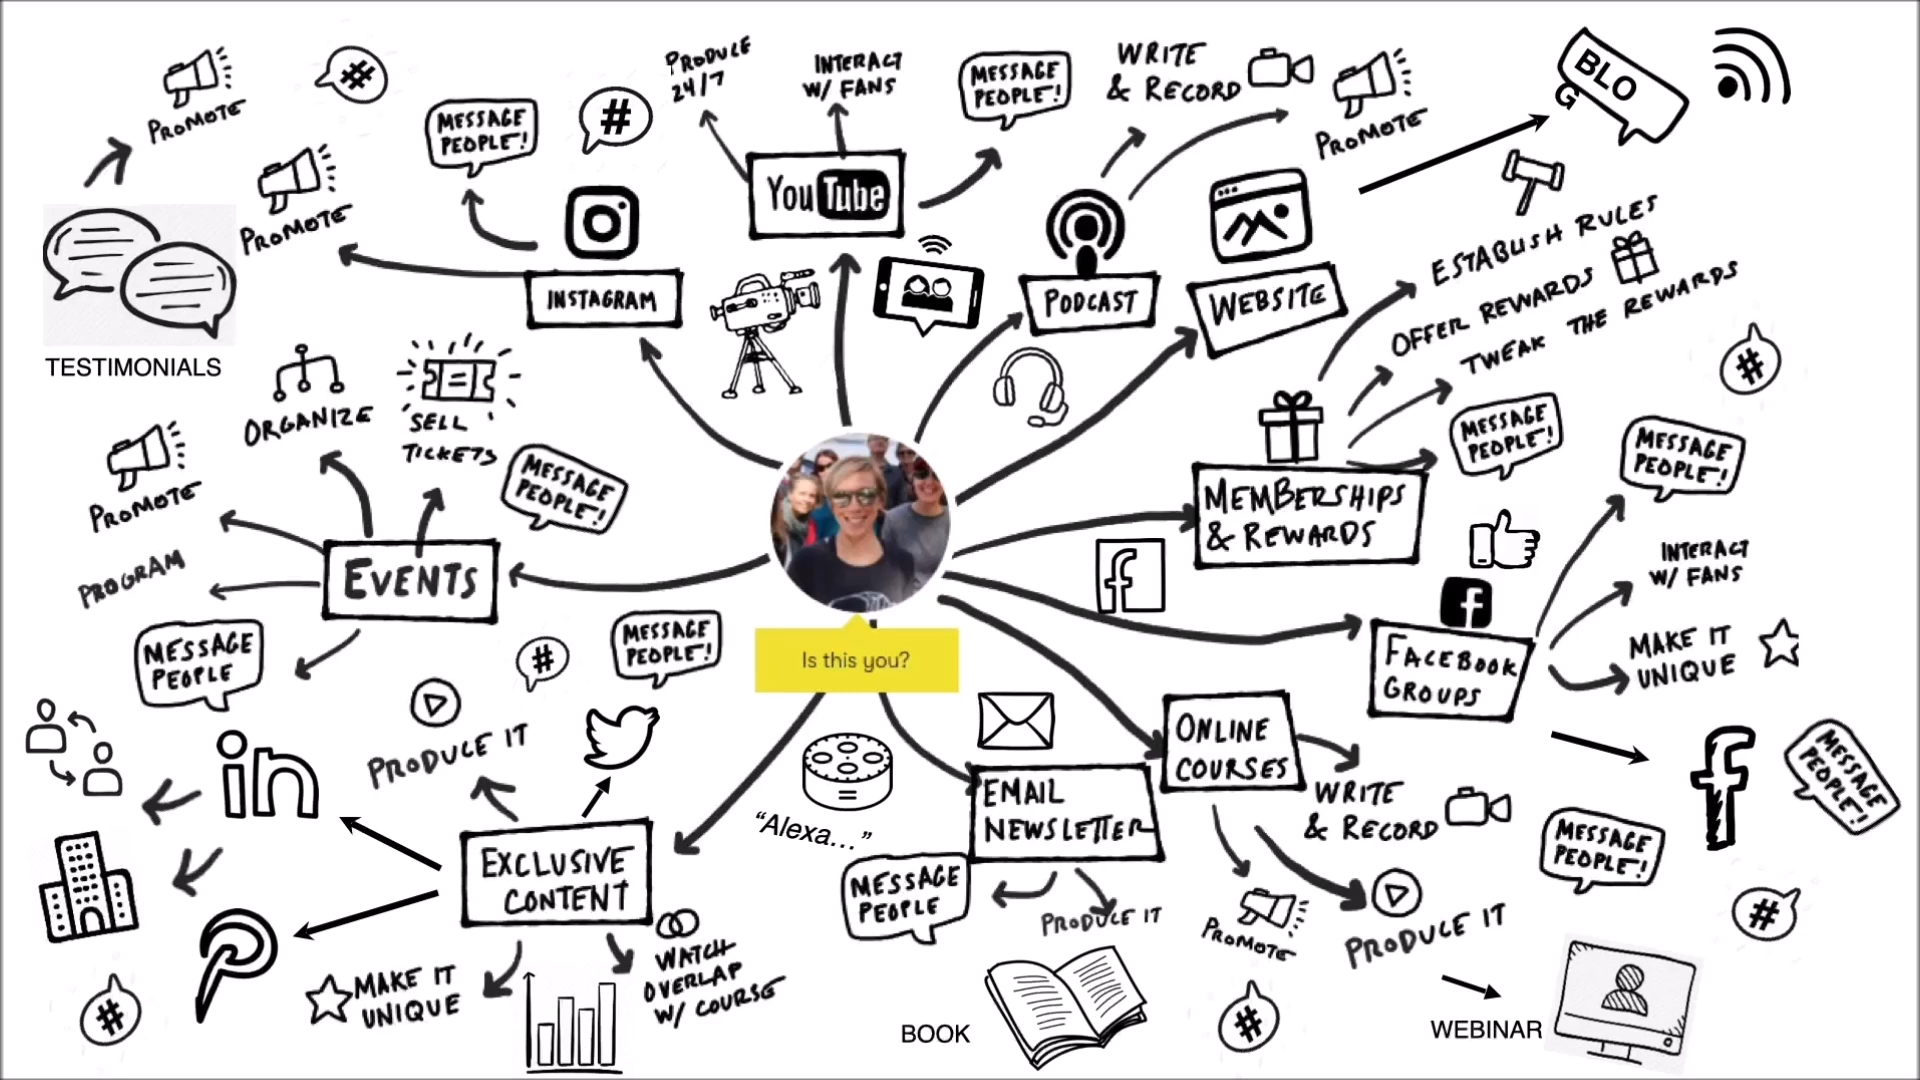 PROMOTE
#
PRODUCE
24/7
INTERACT
W/ FANS
MESSAGE
PEOPLE!
WRITE
& RECORD
PROMOTE
BLO
G
MESSAGE
PEOPLE!
#
PROMOTE
TESTIMONIALS
YouTube
INSTAGRAM
PODCAST
WEBSITE
ESTABLISH RULES
OFFER REWARDS
TWEAK THE REWARDS
#
ORGANIZE
SELL
TICKETS
PROMOTE
PROGRAM
MESSAGE
PEOPLE!
EVENTS
MESSAGE
PEOPLE
MEMBERSHIPS
& REWARDS
MESSAGE
PEOPLE!
MESSAGE
PEOPLE!
f
f
INTERACT
W/ FANS
FACEBOOK
GROUPS
MAKE IT
UNIQUE
#
MESSAGE
PEOPLE!
Is this you?
in
PRODUCE IT
EXCLUSIVE
CONTENT
"Alexa..."
EMAIL
NEWSLETTER
ONLINE
COURSES
WRITE
& RECORD
f
MESSAGE
PEOPLE!
MESSAGE
PEOPLE!
#
MESSAGE
PEOPLE
PRODUCE IT
PROMOTE
PRODUCE IT
#
MAKE IT
UNIQUE
WATCH
OVERLAP
W/ COURSE
BOOK
#
WEBINAR